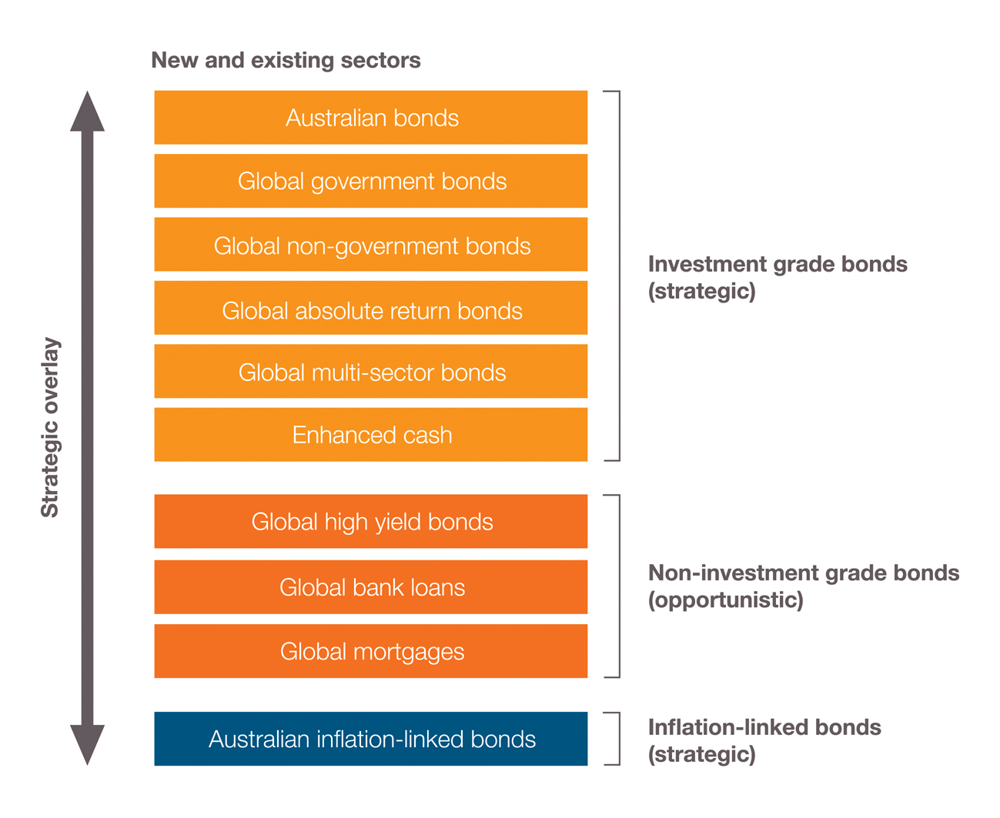 New and existing sectors
Strategic overlay
Australian bonds
Global government bonds
Global non-government bonds
Global absolute return bonds
Global multi-sector bonds
Enhanced cash
Investment grade bonds
(strategic)
Global high yield bonds
Global bank loans
Global mortgages
Non-investment grade bonds
(opportunistic)
Australian inflation-linked bonds
Inflation-linked bonds
(strategic)